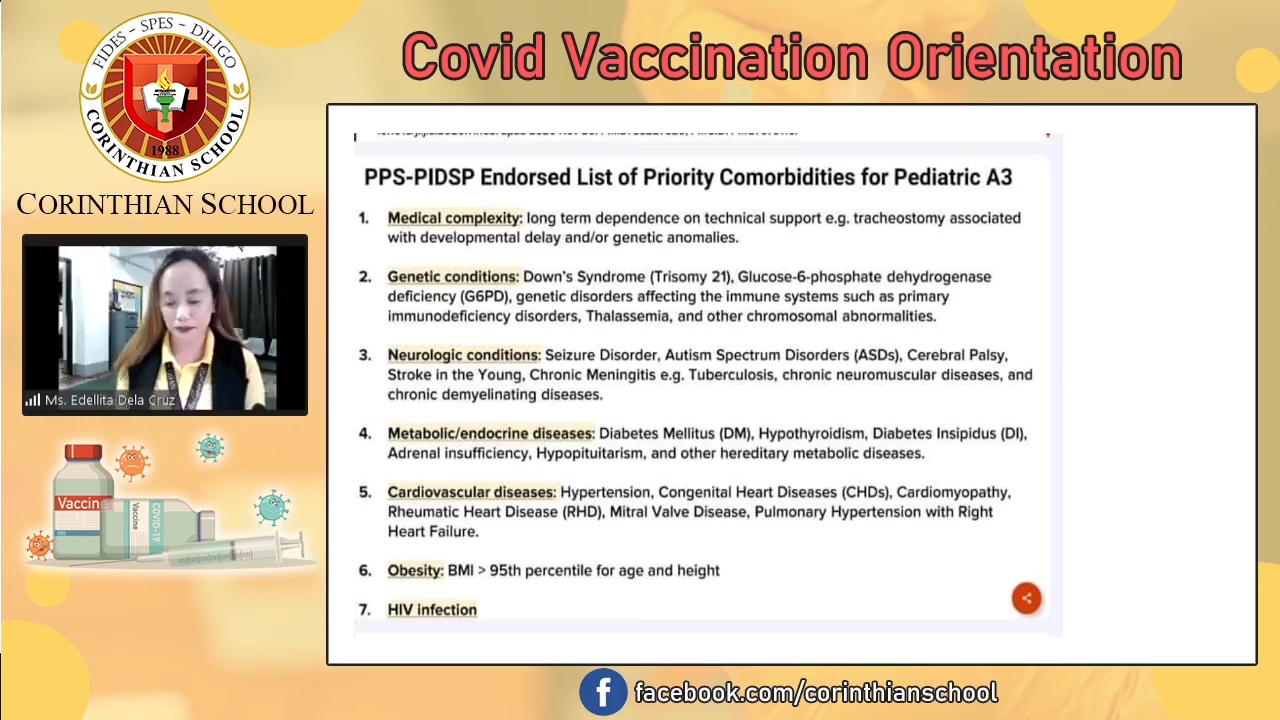 Covid Vaccination Orientation
FIDES - SPES - DILIGO
1988
CORINTHIAN SCHOOL
CORINTHIAN SCHOOL
Ms. Edellita Dela Cruz
Vaccine
Vaccine
COVID-19
PPS-PIDSP Endorsed List of Priority Comorbidities for Pediatric A3
1. Medical complexity: long term dependence on technical support e.g. tracheostomy associated
with developmental delay and/or genetic anomalies.
2. Genetic conditions: Down's Syndrome (Trisomy 21), Glucose-6-phosphate dehydrogenase
deficiency (G6PD), genetic disorders affecting the immune systems such as primary
immunodeficiency disorders, Thalassemia, and other chromosomal abnormalities.
3. Neurologic conditions: Seizure Disorder, Autism Spectrum Disorders (ASDs), Cerebral Palsy,
Stroke in the Young, Chronic Meningitis e.g. Tuberculosis, chronic neuromuscular diseases, and
chronic demyelinating diseases.
4. Metabolic/endocrine diseases: Diabetes Mellitus (DM), Hypothyroidism, Diabetes Insipidus (DI),
Adrenal insufficiency, Hypopituitarism, and other hereditary metabolic diseases.
5. Cardiovascular diseases: Hypertension, Congenital Heart Diseases (CHDs), Cardiomyopathy,
Rheumatic Heart Disease (RHD), Mitral Valve Disease, Pulmonary Hypertension with Right
Heart Failure.
6. Obesity: BMI > 95th percentile for age and height
7. HIV infection
facebook.com/corinthianschool